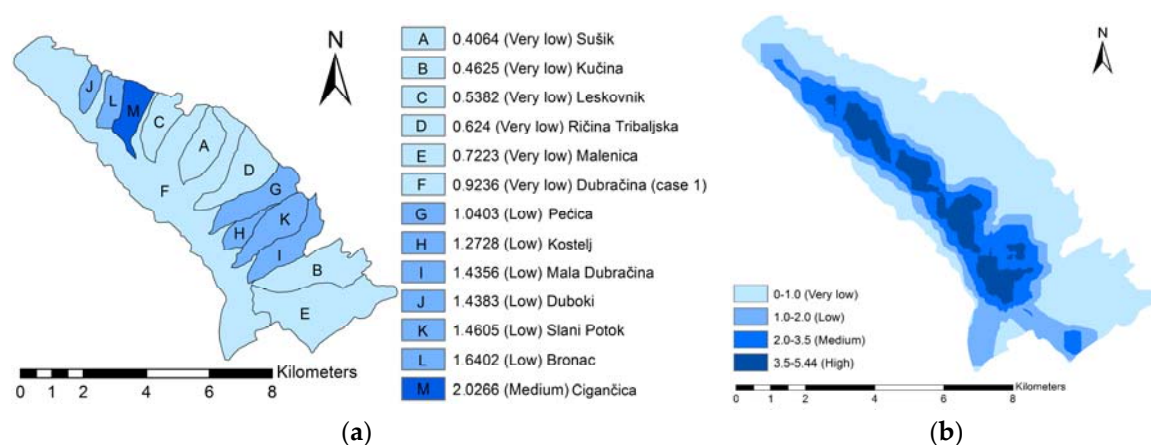 N
J
L
M
C
A
D
F
G
K
H
I
B
E
0 2 4 6 8
Kilometers
A 0.4064 (Very low) Sušik
B 0.4625 (Very low) Kučina
C 0.5382 (Very low) Leskovnik
D 0.624 (Very low) Ričina Tribaljska
E 0.7223 (Very low) Malenica
F 0.9236 (Very low) Dubračina (case 1)
G 1.0403 (Low) Pećica
H 1.2728 (Low) Kostelj
I 1.4356 (Low) Mala Dubračina
J 1.4383 (Low) Duboki
K 1.4605 (Low) Slani Potok
L 1.6402 (Low) Bronac
M 2.0266 (Medium) Cigančica
(a)
N
0-1.0 (Very low)
1.0-2.0 (Low)
2.0-3.5 (Medium)
3.5-5.44 (High)
Kilometers
0 2 4 6 8
(b)